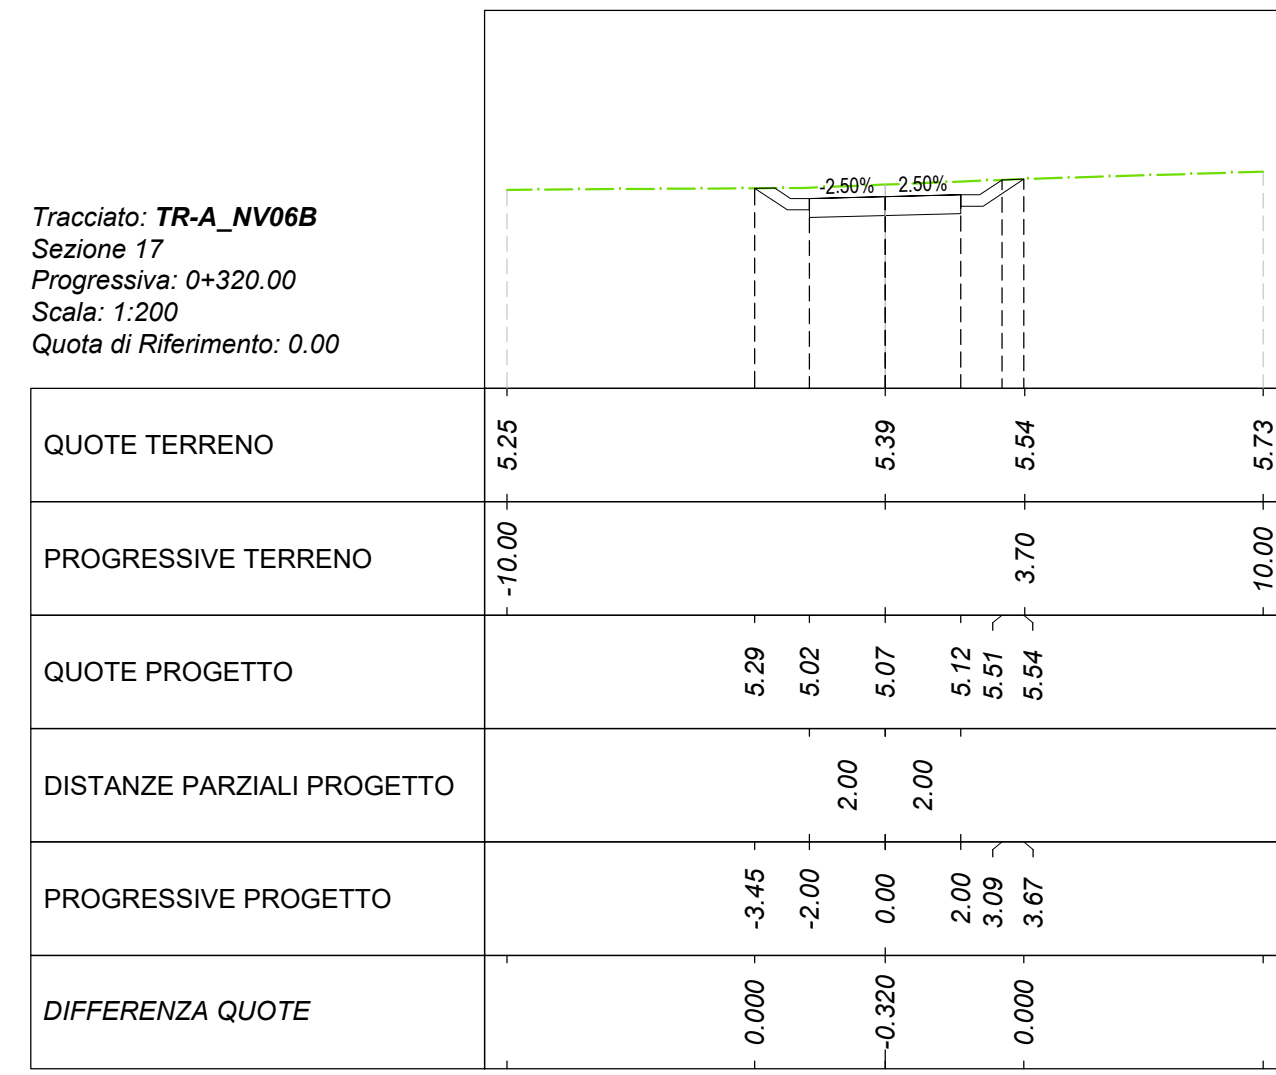 -2.50% 2.50%
Tracciato: TR-A_NV06B
Sezione 17
Progressiva: 0+320.00
Scala: 1:200
Quota di Riferimento: 0.00
QUOTE TERRENO 5.25 5.39 5.54 5.73
PROGRESSIVE TERRENO -10.00 3.70 10.00
QUOTE PROGETTO 5.29 5.02 5.07 5.12 5.51 5.54
DISTANZE PARZIALI PROGETTO 2.00 2.00
PROGRESSIVE PROGETTO -3.45 -2.00 0.00 2.00 3.09 3.67
DIFFERENZA QUOTE 0.000 -0.320 0.000